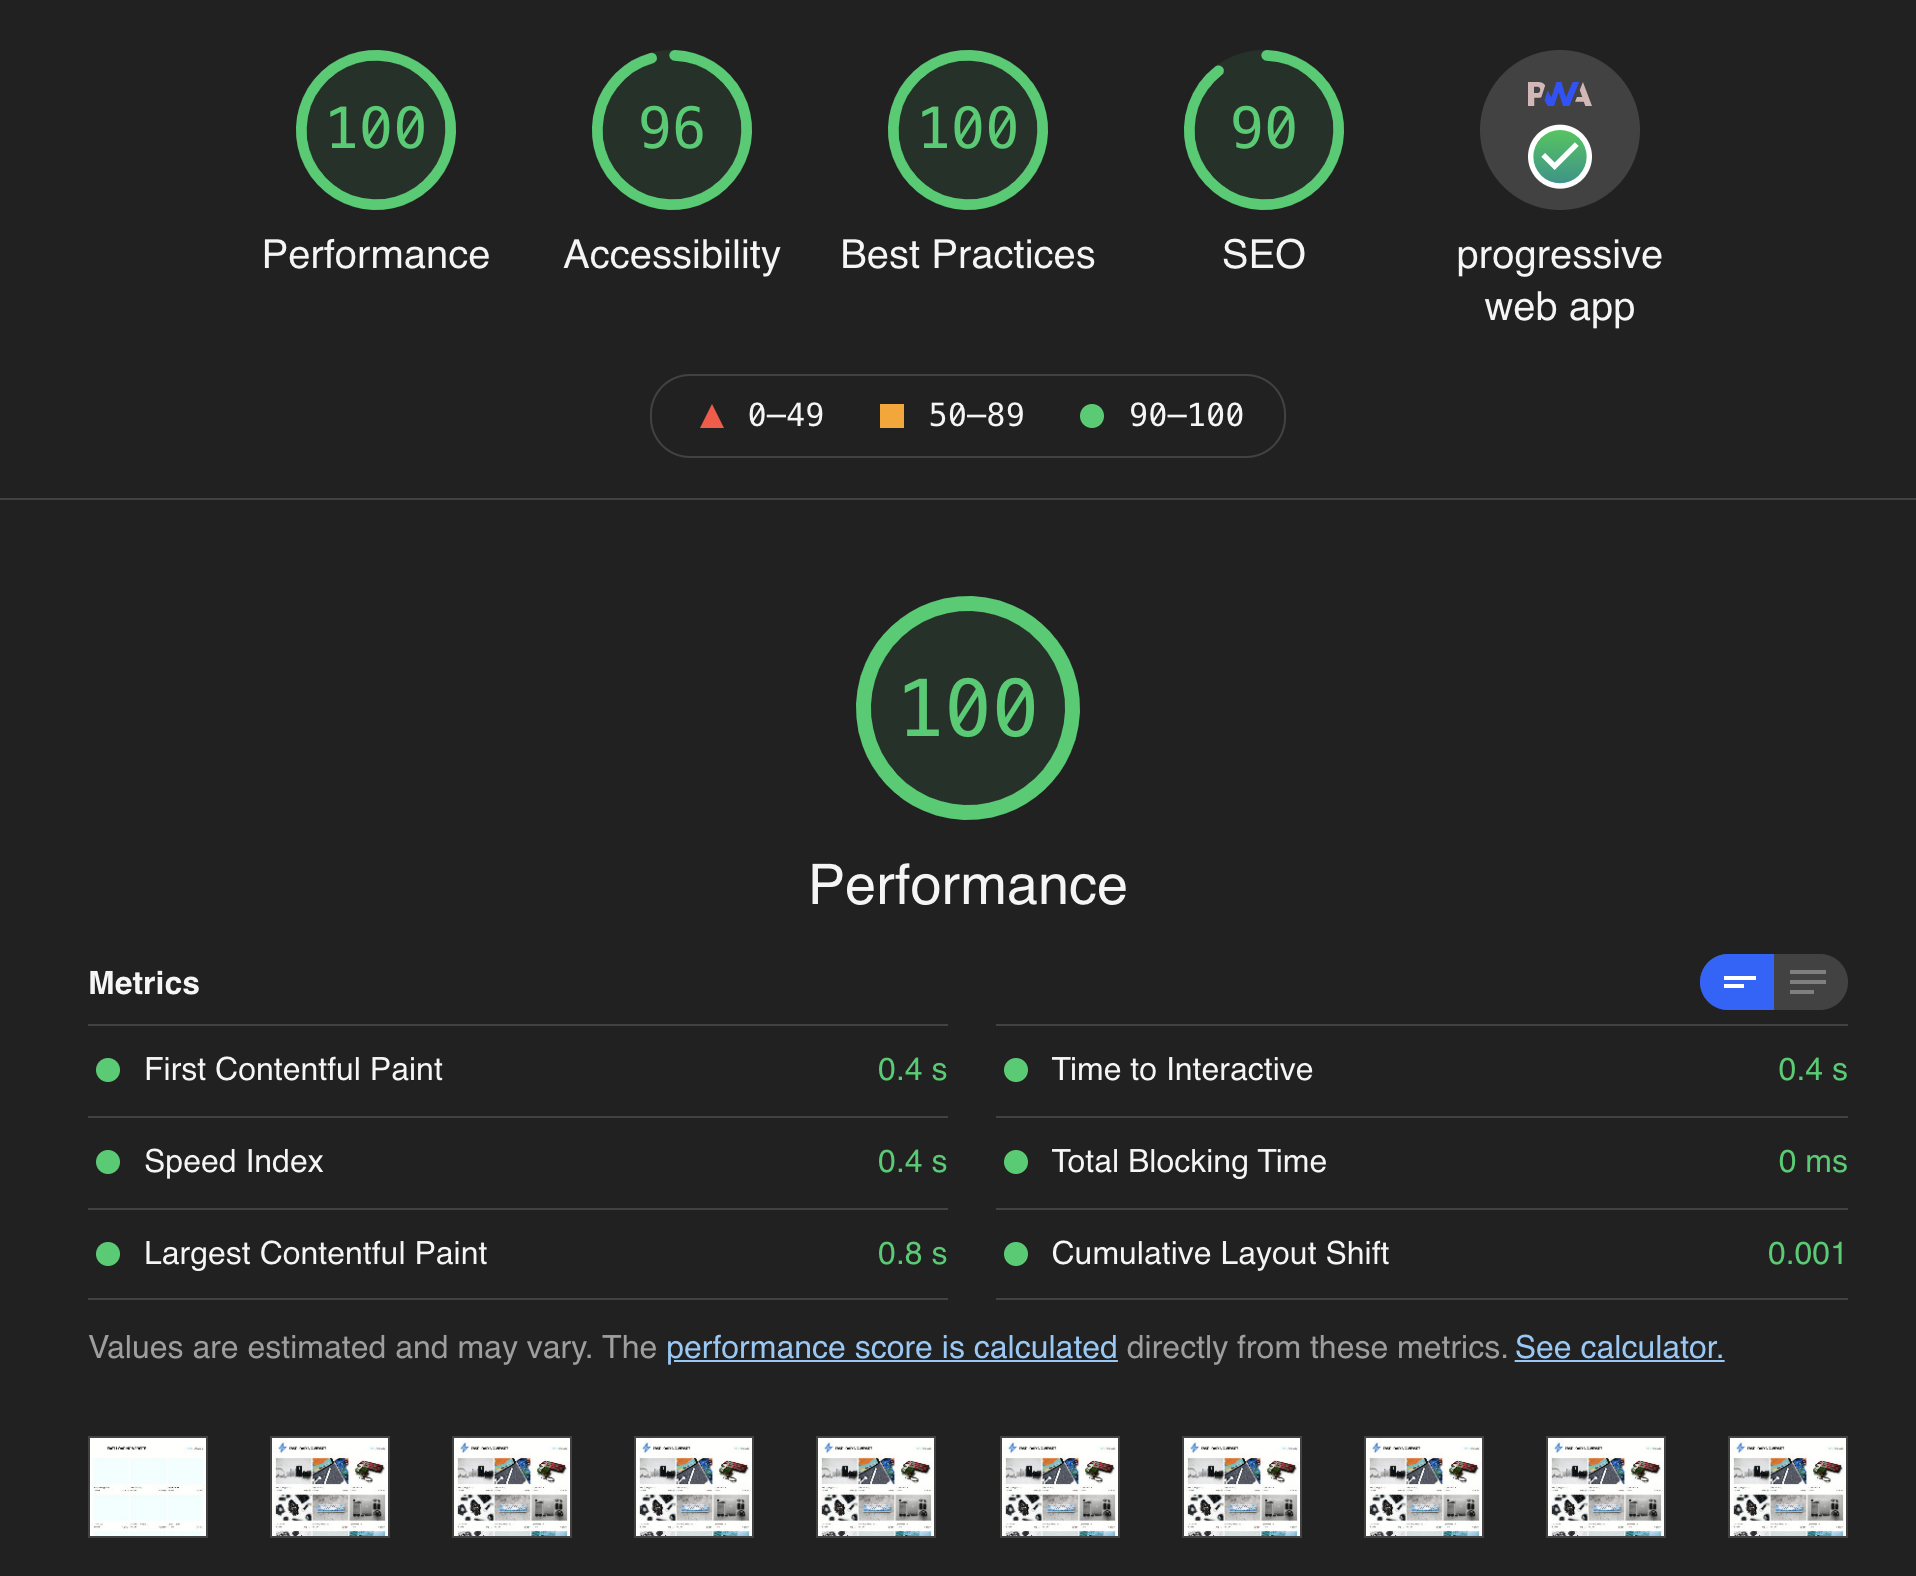 100
96
100
90
PWA
Performance
Accessibility
Best Practices
SEO
progressive
web app
0–49
50–89
90–100
100
Performance
Metrics
First Contentful Paint
0.4 s
Time to Interactive
0.4 s
Speed Index
0.4 s
Total Blocking Time
0 ms
Largest Contentful Paint
0.8 s
Cumulative Layout Shift
0.001
Values are estimated and may vary. The performance score is calculated directly from these metrics. See calculator.